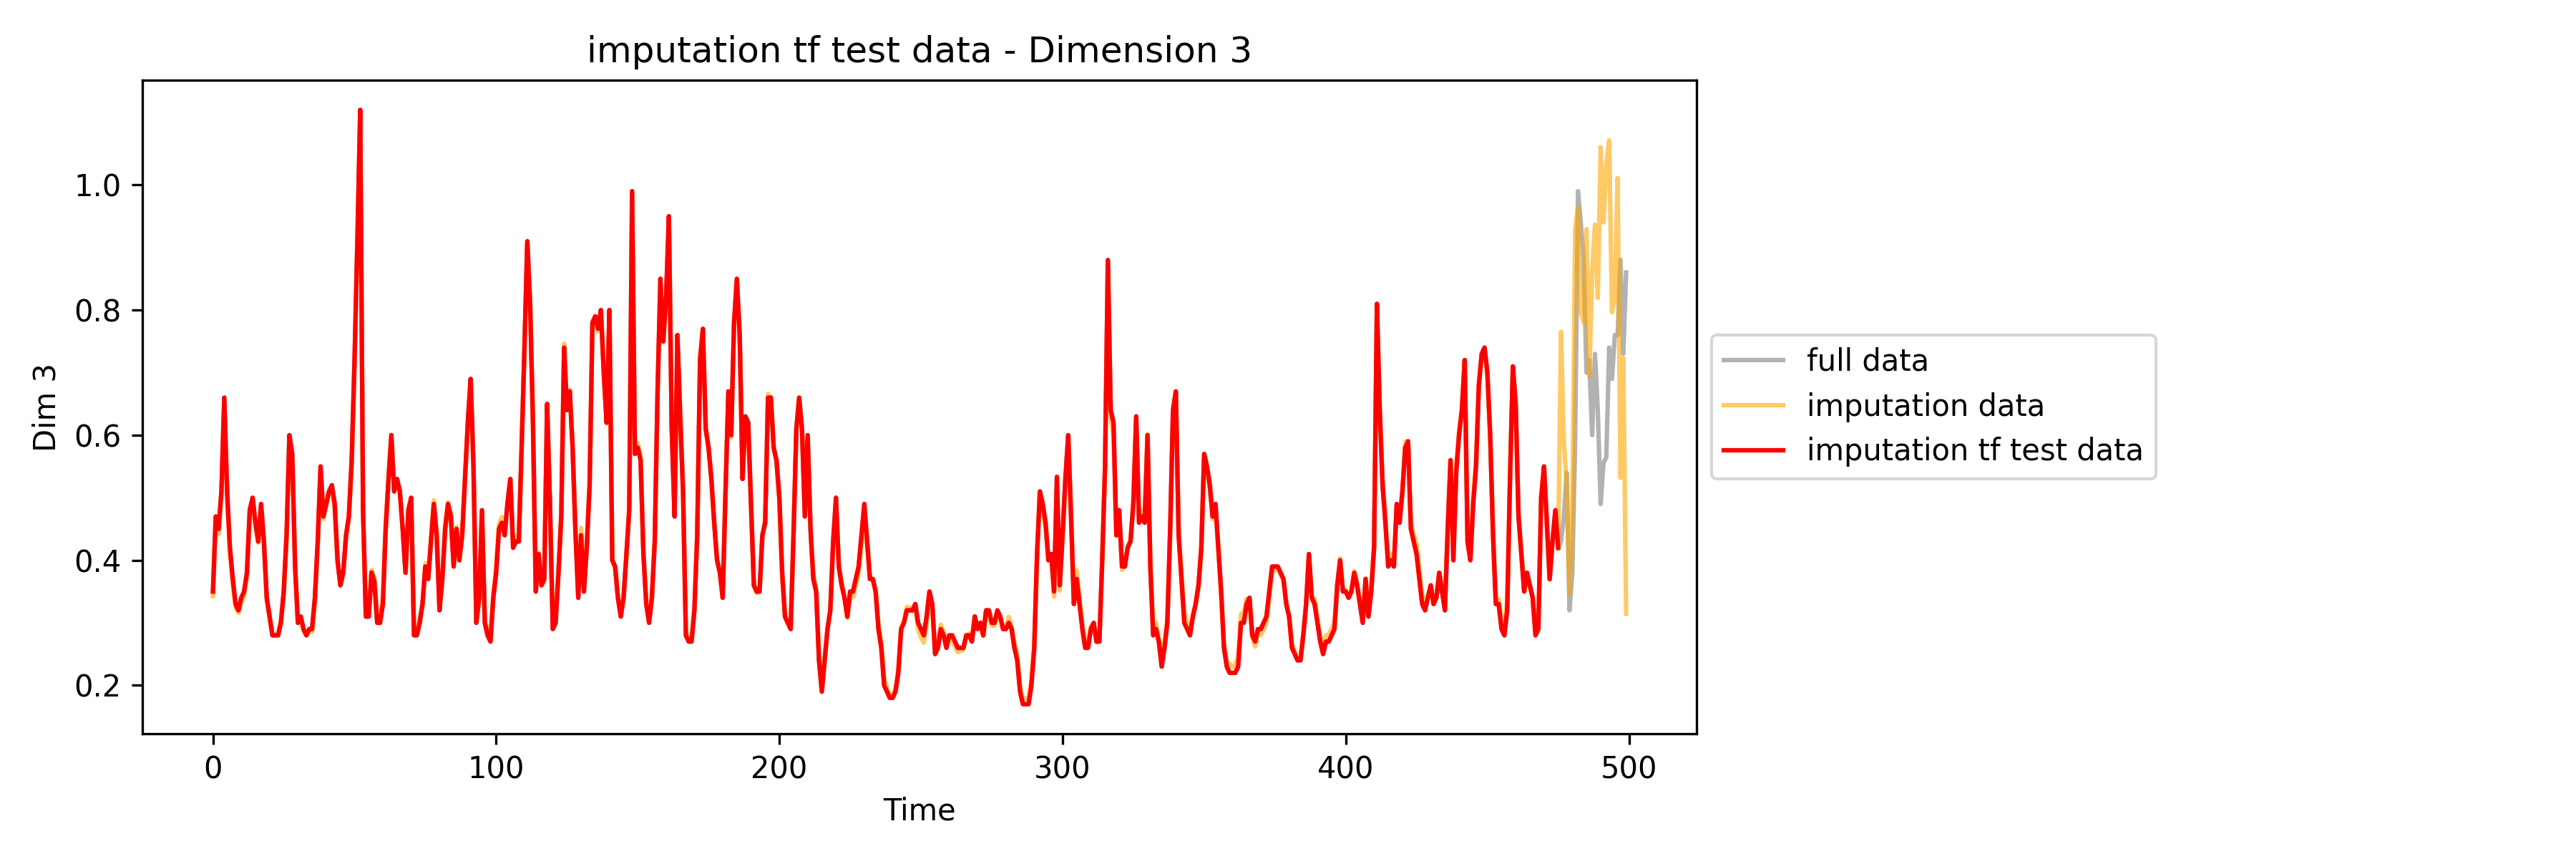 imputation tf test data - Dimension 3
Dim 3
1.0
0.8
0.6
0.4
0.2
0 100 200 300 400 500
Time
full data
imputation data
imputation tf test data